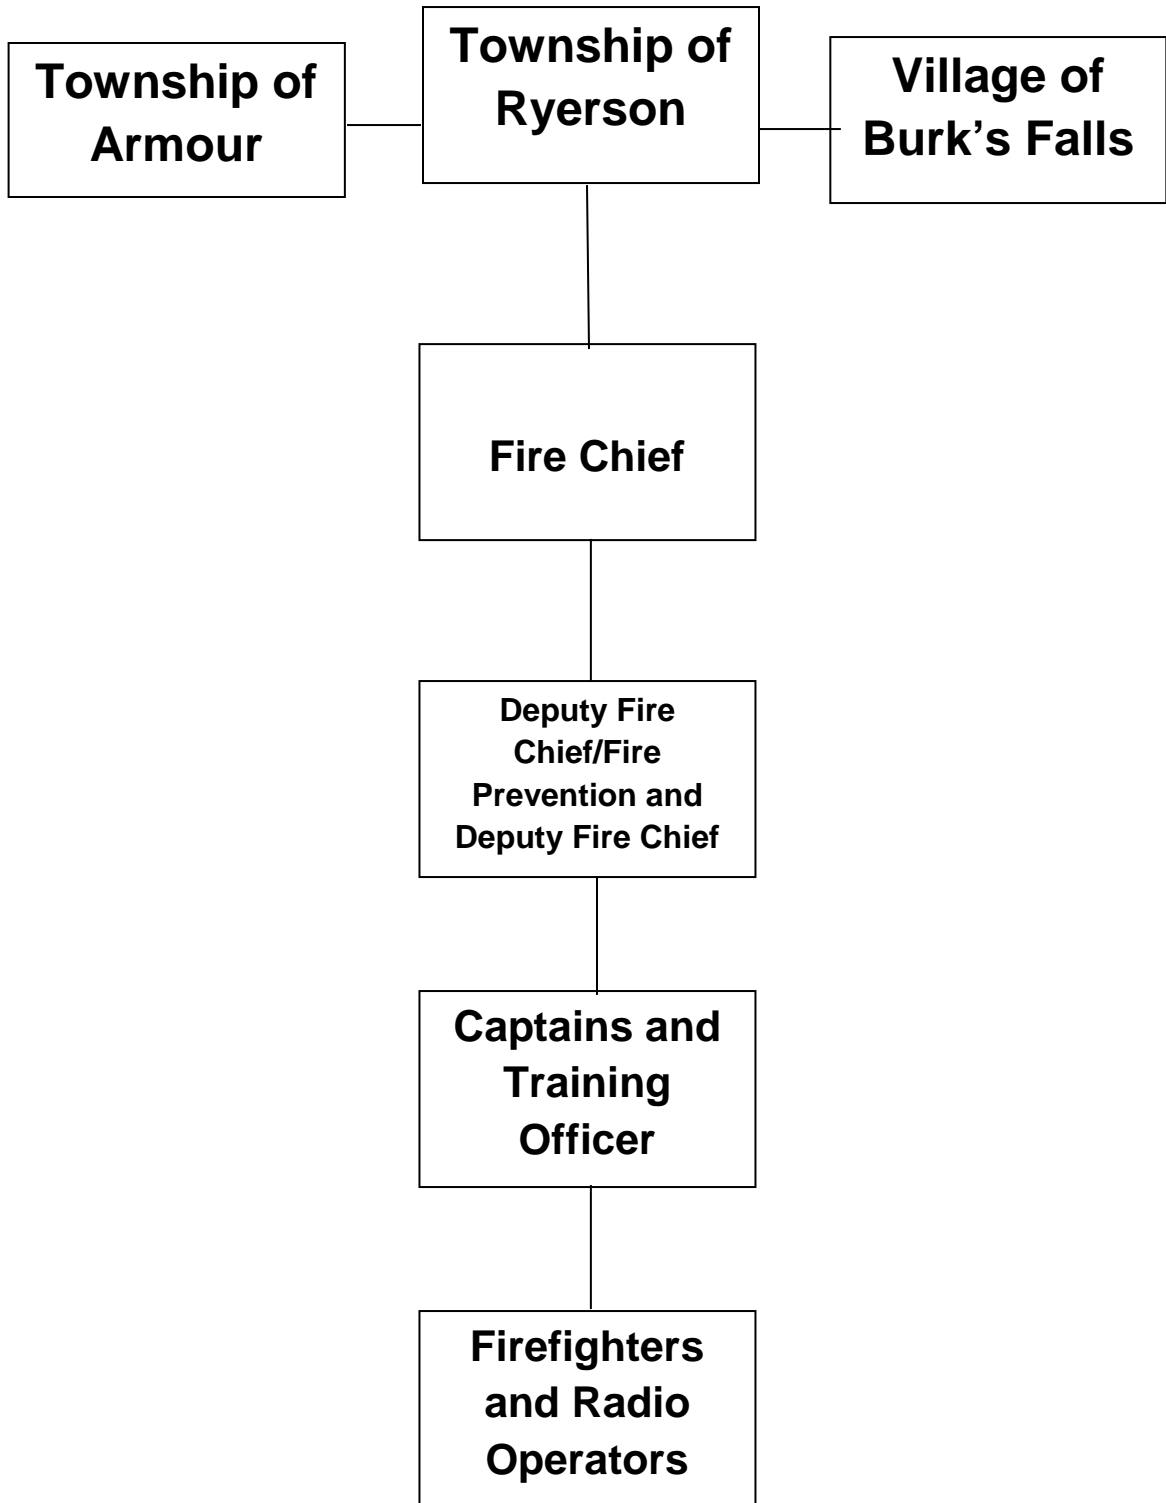 Township of
Armour
Township of
Ryerson
Village of
Burk's Falls
Fire Chief
Deputy Fire
Chief/Fire
Prevention and
Deputy Fire Chief
Captains and
Training
Officer
Firefighters
and Radio
Operators